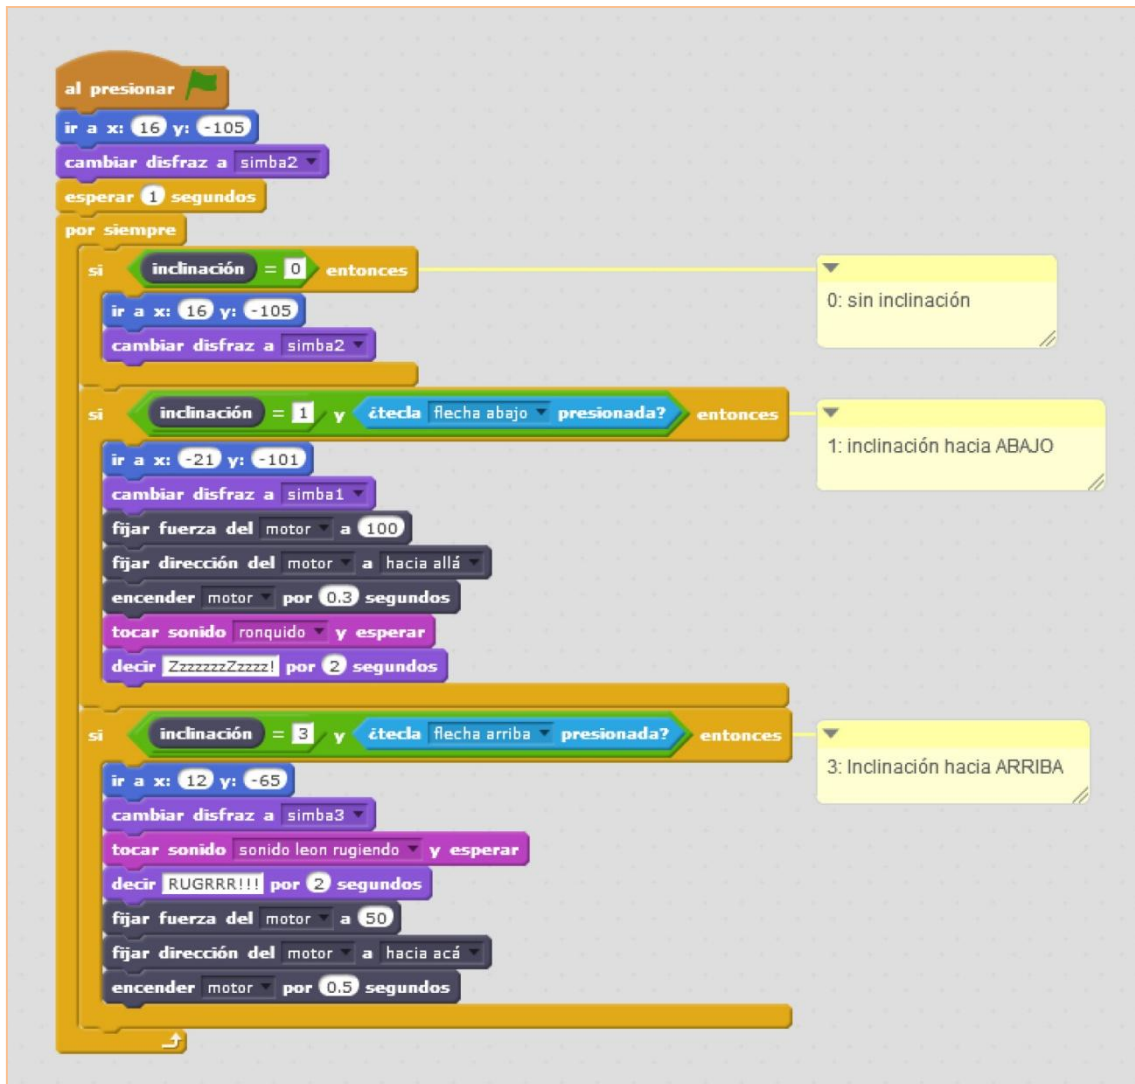 al presionar
ir a x: 16 y: -105
cambiar disfraz a simba2
esperar 1 segundos
por siempre
si inclinación = 0 entonces
0: sin inclinación
ir a x: 16 y: -105
cambiar disfraz a simba2
si inclinación = 1 y ¿tecla flecha abajo presionada? entonces
1: inclinación hacia ABAJO
ir a x: -21 y: -101
cambiar disfraz a simba1
fijar fuerza del motor a 100
fijar dirección del motor a hacia allá
encender motor por 0.3 segundos
tocar sonido ronquido y esperar
decir ZzzzzzzZzzzz! por 2 segundos
si inclinación = 3 y ¿tecla flecha arriba presionada? entonces
3: Inclinación hacia ARRIBA
ir a x: 12 y: -65
cambiar disfraz a simba3
tocar sonido sonido leon rugiendo y esperar
decir RUGRRR!!! por 2 segundos
fijar fuerza del motor a 50
fijar dirección del motor a hacia acá
encender motor por 0.5 segundos